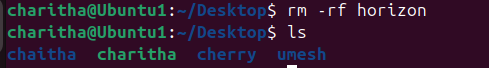 charitha@Ubuntu1:~/Desktop$ rm -rf horizon
charitha@Ubuntu1:~/Desktop$ ls
chaitha  charitha  cherry  umesh